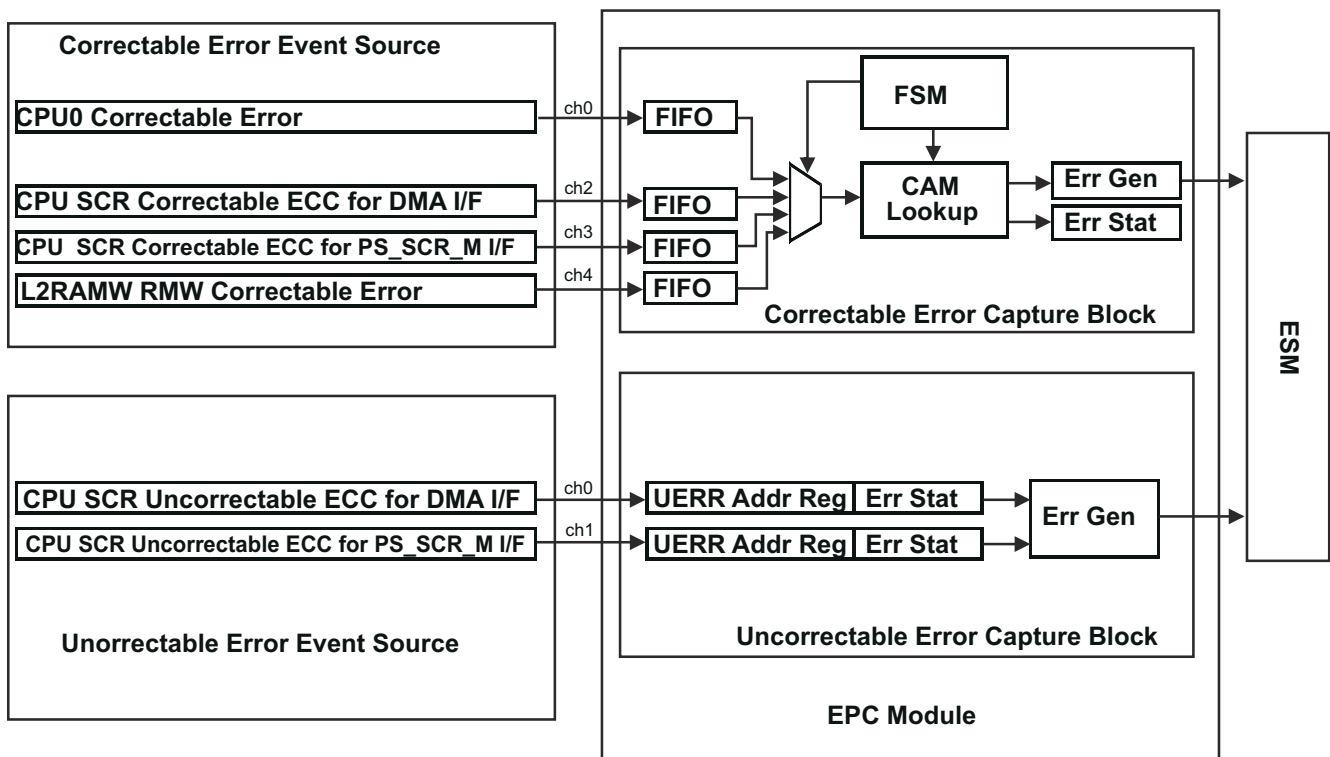 Correctable Error Event Source
CPU0 Correctable Error
CPU SCR Correctable ECC for DMA I/F
CPU SCR Correctable ECC for PS_SCR_M I/F
L2RAMW RMW Correctable Error
ch0
ch2
ch3
ch4
FIFO
FIFO
FIFO
FIFO
FSM
CAM
Lookup
Err Gen
Err Stat
Correctable Error Capture Block
CPU SCR Uncorrectable ECC for DMA I/F
CPU SCR Uncorrectable ECC for PS_SCR_M I/F
Unorrectable Error Event Source
ch0
ch1
UERR Addr Reg Err Stat
UERR Addr Reg Err Stat
Err Gen
Uncorrectable Error Capture Block
EPC Module
ESM